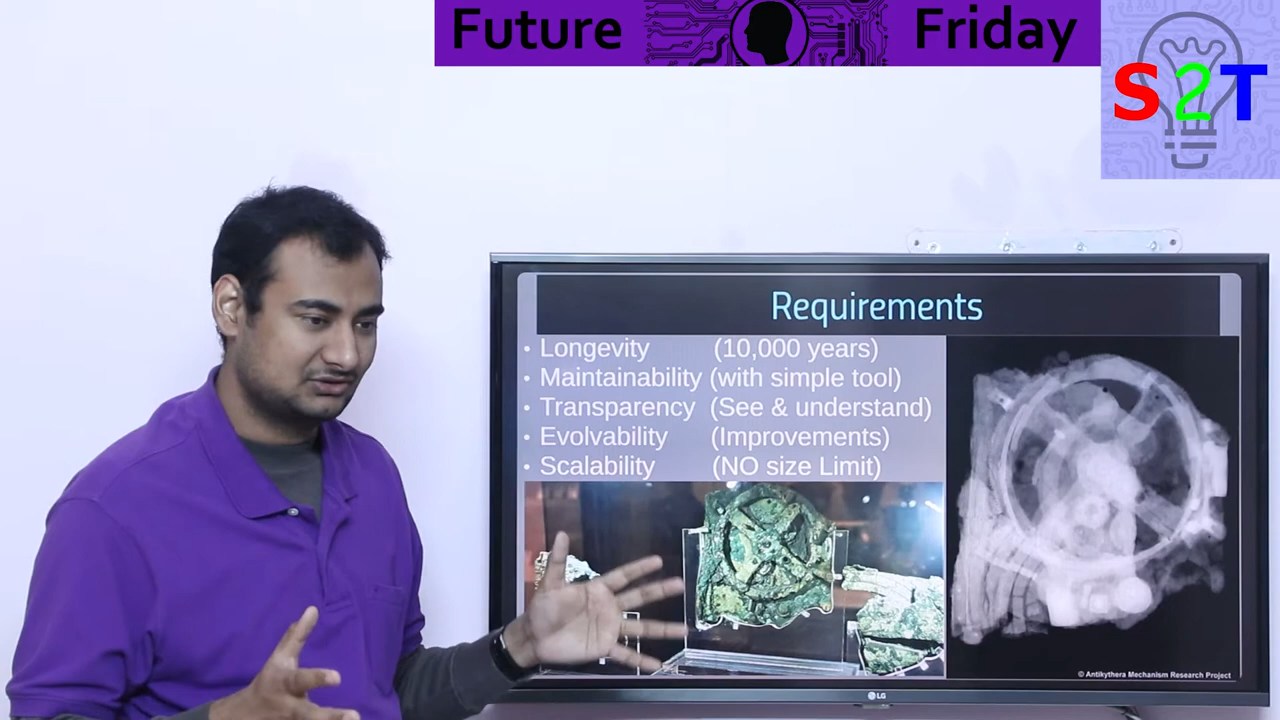 Future Friday
S2T
Requirements
• Longevity (10,000 years)
• Maintainability (with simple tool)
• Transparency (See & understand)
• Evolvability (Improvements)
• Scalability (NO size Limit)
© Antikythera Mechanism Research Project
LG